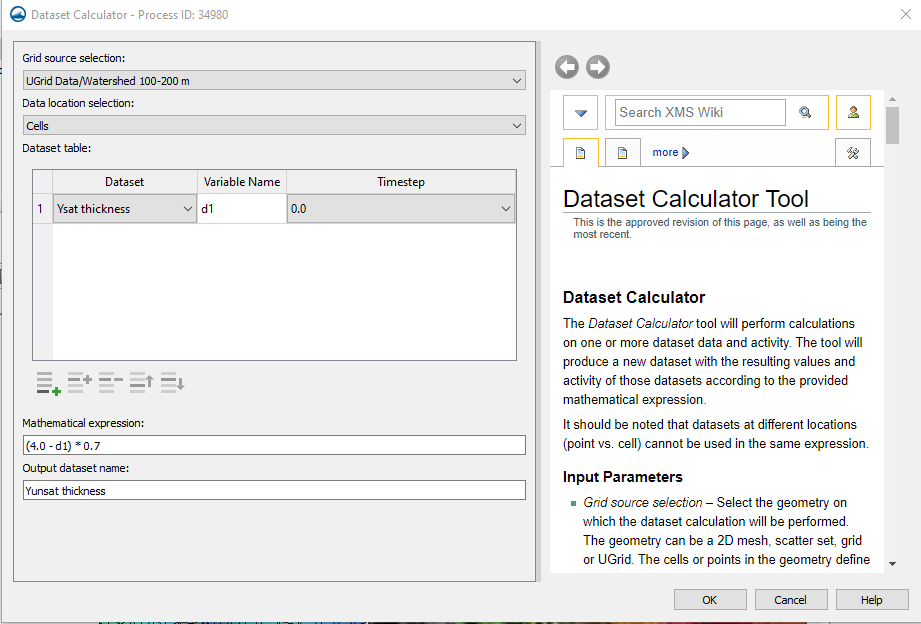 Dataset Calculator - Process ID: 34980
Grid source selection:
UGrid Data/Watershed 100-200 m
Data location selection:
Cells
Dataset table:
Dataset Variable Name Timestep
1 Ysat thickness d1 0.0
Mathematical expression:
(4.0 - d1) * 0.7
Output dataset name:
Yunsat thickness
Search XMS Wiki
more
Dataset Calculator Tool
This is the approved revision of this page, as well as being the
most recent.
Dataset Calculator
The Dataset Calculator tool will perform calculations
on one or more dataset data and activity. The tool will
produce a new dataset with the resulting values and
activity of those datasets according to the provided
mathematical expression.
It should be noted that datasets at different locations
(point vs. cell) cannot be used in the same expression.
Input Parameters
Grid source selection – Select the geometry on
which the dataset calculation will be performed.
The geometry can be a 2D mesh, scatter set, grid
or UGrid. The cells or points in the geometry define
OK Cancel Help